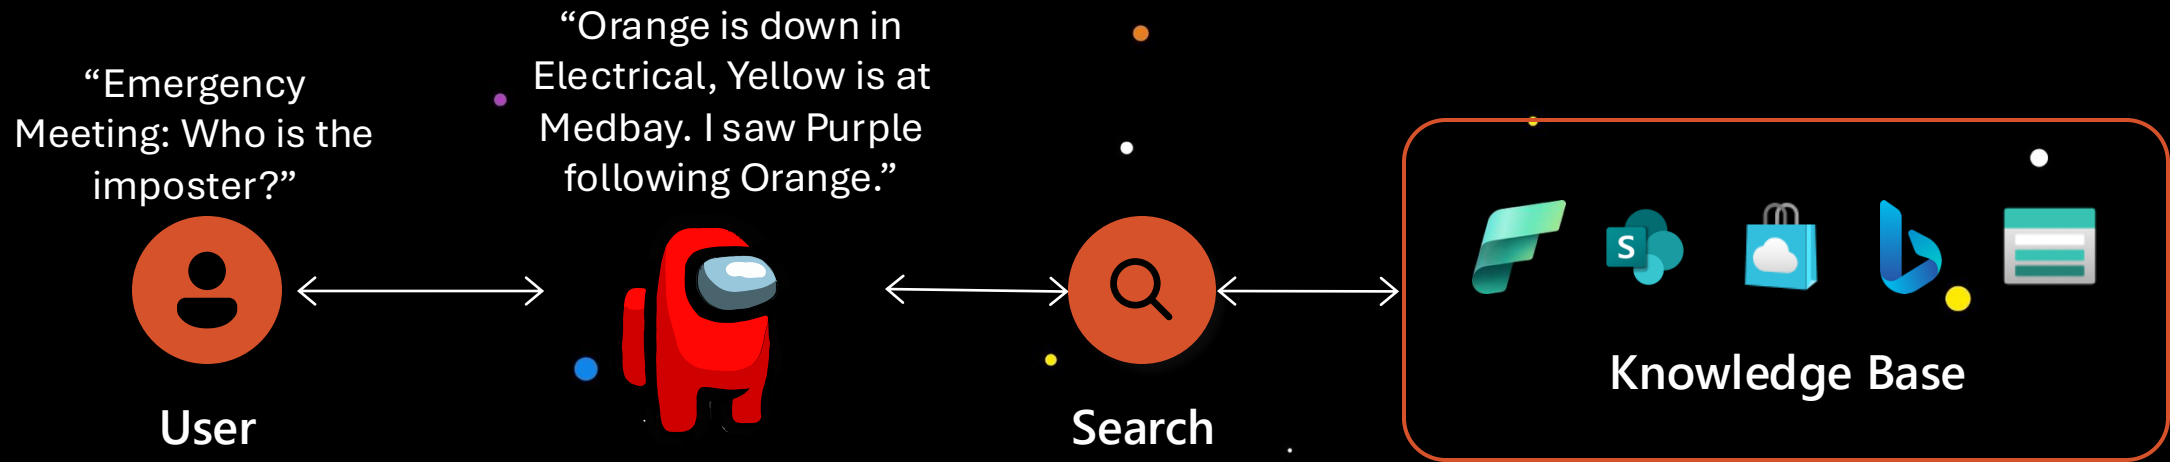 “Emergency
Meeting: Who is the
imposter?”
User
“Orange is down in
Electrical, Yellow is at
Medbay. I saw Purple
following Orange.”
Search
S
Knowledge Base